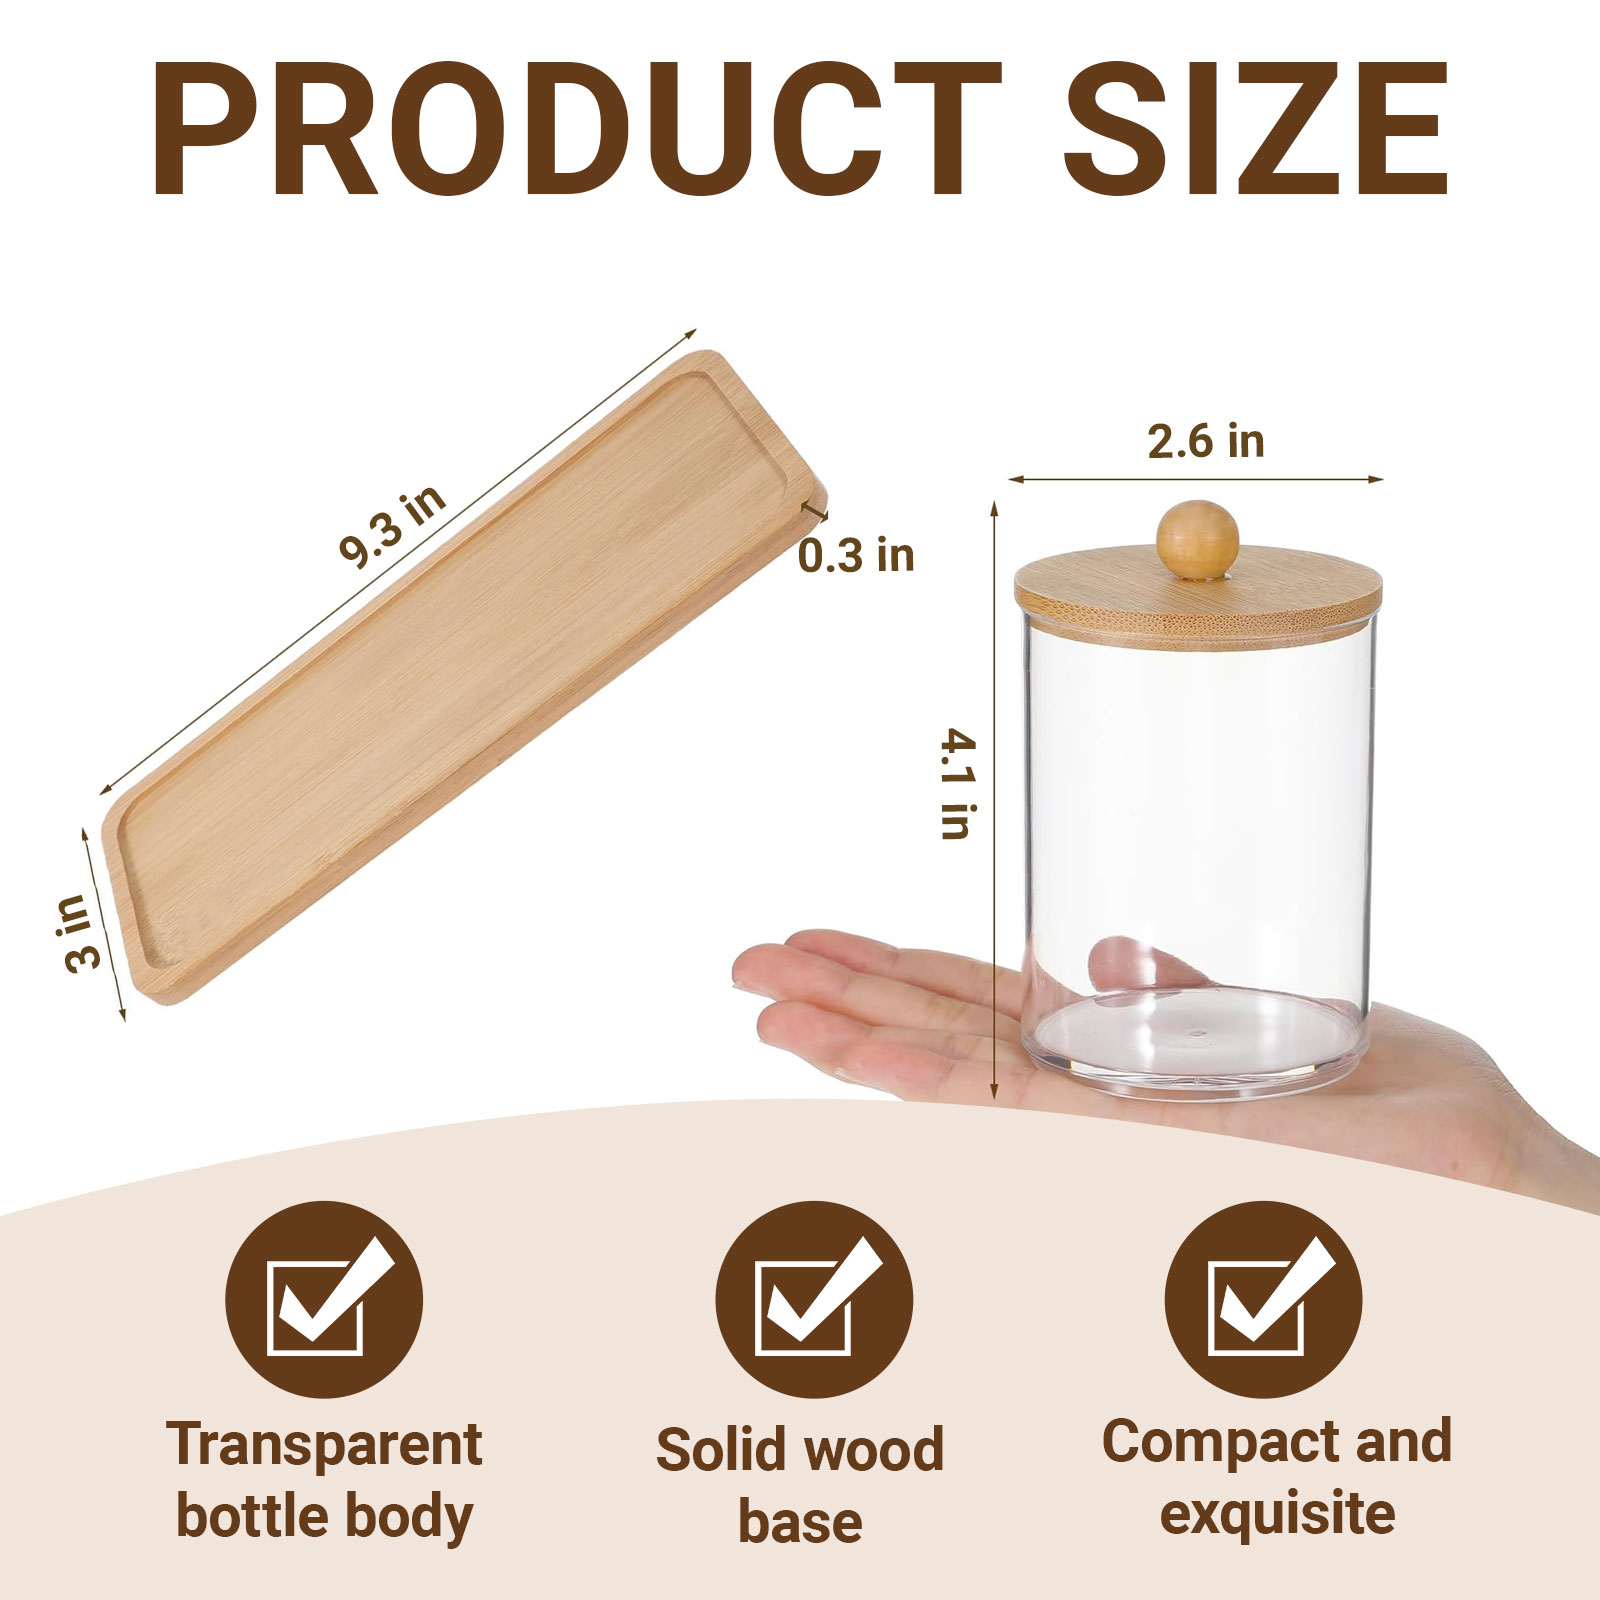 PRODUCT SIZE
9.3 in
0.3 in
3 in
2.6 in
4.1 in
Transparent
bottle body
Solid wood
base
Compact and
exquisite